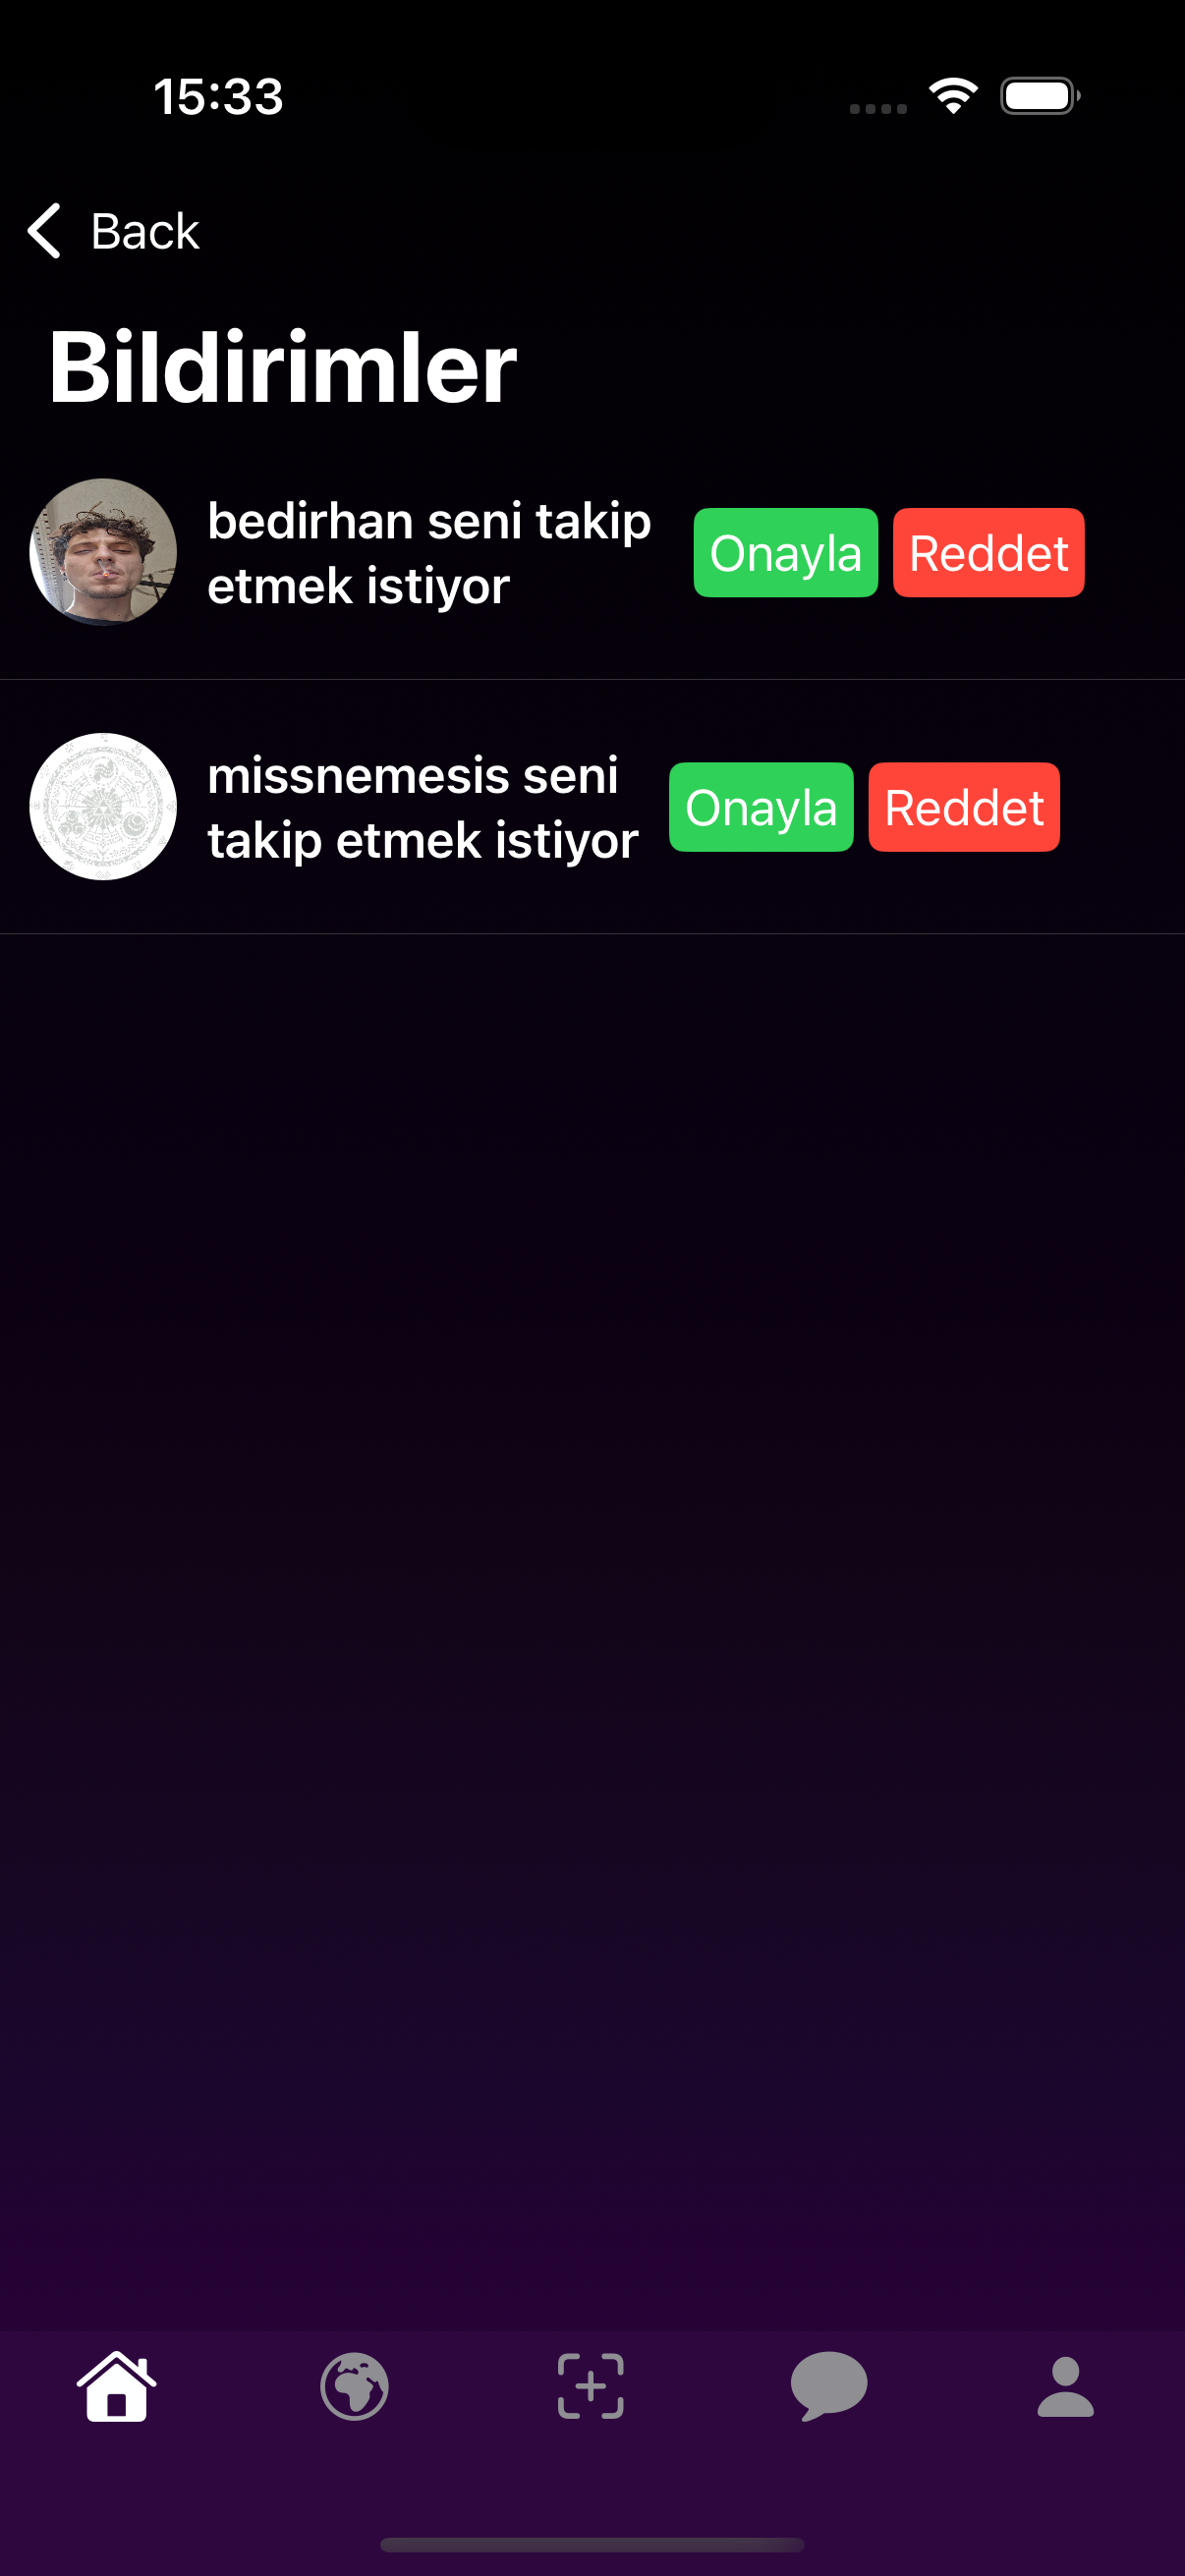 15:33
Back
Bildirimler
bedirhan seni takip
etmek istiyor
Onayla
Reddet
missnemesis seni
takip etmek istiyor
Onayla
Reddet